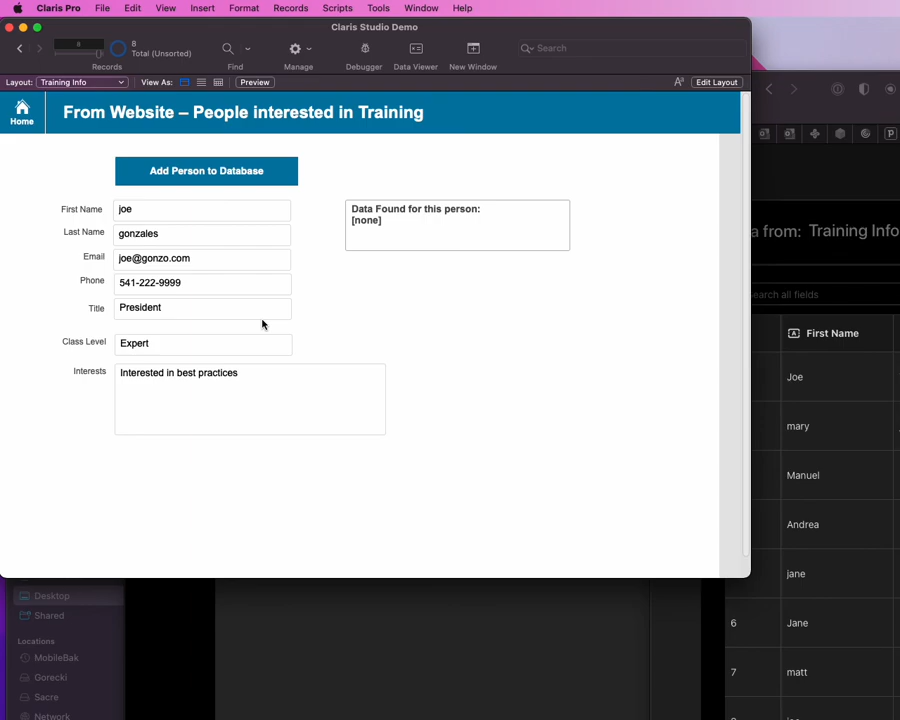 Claris Pro File Edit View Insert Format Records Scripts Tools Window Help
Claris Studio Demo
8
8
Total (Unsorted)
Records
Find
Manage
Debugger
Data Viewer
New Window
Search
Layout: Training Info
View As:
Preview
Edit Layout
Home
From Website – People interested in Training
Add Person to Database
First Name joe
Last Name gonzales
Email joe@gonzo.com
Phone 541-222-9999
Title President
Class Level Expert
Interests Interested in best practices
Data Found for this person:
[none]
a from: Training Info
earch all fields
First Name
Joe
mary
Manuel
Andrea
jane
6 Jane
7 matt
Desktop
Shared
Locations
MobileBak
Gorecki
Sacre
Network